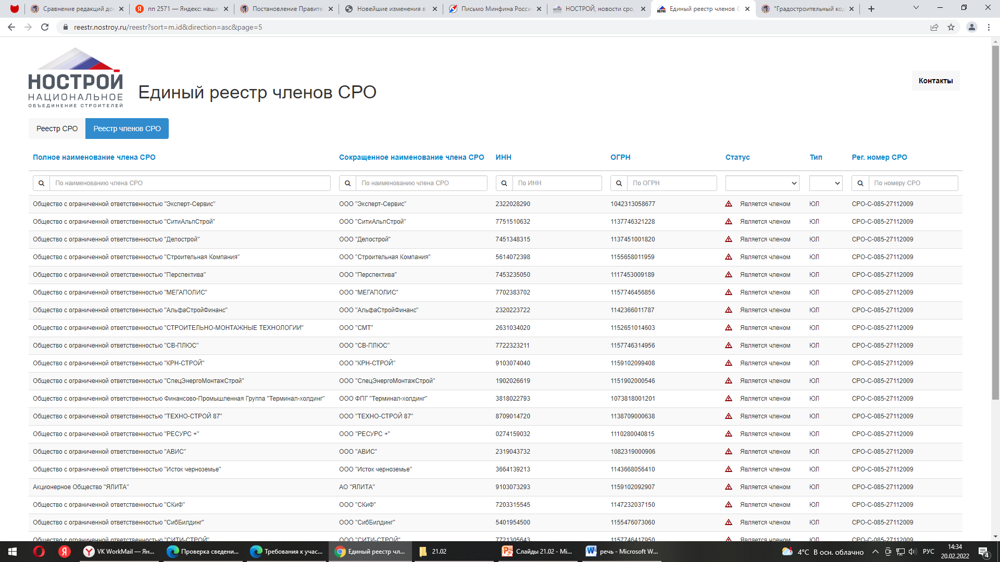 Сравнение редакций до
пп 2571 — Яндекс: наш
Постановление Правите
Новейшие изменения в
Письмо Минфина Росси
НОСТРОЙ, новости сро,
Единый реестр членов С
"Градостроительный код
reestr.nostroy.ru/reestr?sort=m.id&direction=asc&page=5
НОСТРОЙ
НАЦИОНАЛЬНОЕ
ОБЪЕДИНЕНИЕ СТРОИТЕЛЕЙ
Единый реестр членов СРО
Контакты
Реестр СРО Реестр членов СРО
Полное наименование члена СРО Сокращенное наименование члена СРО ИНН ОГРН Статус Тип Рег. номер СРО
По наименованию члена СРО По наименованию члена СРО По ИНН По ОГРН По номеру СРО
Общество с ограниченной ответственностью "Эксперт-Сервис" ООО "Эксперт-Сервис" 2322028290 1042313058677 Является членом ЮЛ СРО-С-085-27112009
Общество с ограниченной ответственностью "СитиАльпСтрой" ООО "СитиАльпСтрой" 7751510632 1137746321228 Является членом ЮЛ СРО-С-085-27112009
Общество с ограниченной ответственностью "Делострой" ООО "Делострой" 7451348315 1137451001820 Является членом ЮЛ СРО-С-085-27112009
Общество с ограниченной ответственностью "Строительная Компания" ООО "Строительная Компания" 5614072398 1155658011959 Является членом ЮЛ СРО-С-085-27112009
Общество с ограниченной ответственностью "Перспектива" ООО "Перспектива" 7453235050 1117453009189 Является членом ЮЛ СРО-С-085-27112009
Общество с ограниченной ответственностью "МЕГАПОЛИС" ООО "МЕГАПОЛИС" 7702383702 1157746456856 Является членом ЮЛ СРО-С-085-27112009
Общество с ограниченной ответственностью "АльфаСтройФинанс" ООО "АльфаСтройФинанс" 2320223722 1142366011787 Является членом ЮЛ СРО-С-085-27112009
Общество с ограниченной ответственностью "СТРОИТЕЛЬНО-МОНТАЖНЫЕ ТЕХНОЛОГИИ" ООО "СМТ" 2631034020 1152651014603 Является членом ЮЛ СРО-С-085-27112009
Общество с ограниченной ответственностью "СВ-ПЛЮС" ООО "СВ-ПЛЮС" 7722323211 1157746314956 Является членом ЮЛ СРО-С-085-27112009
Общество с ограниченной ответственностью "КРН-СТРОЙ" ООО "КРН-СТРОЙ" 9103074040 1159102099408 Является членом ЮЛ СРО-С-085-27112009
Общество с ограниченной ответственностью "СпецЭнергоМонтажСтрой" ООО "СпецЭнергоМонтажСтрой" 1902026619 1151902000546 Является членом ЮЛ СРО-С-085-27112009
Общество с ограниченной ответственностью Финансово-Промышленная Группа "Терминал-холдинг" ООО ФПГ "Терминал-холдинг" 3818022793 1073818001201 Является членом ЮЛ СРО-С-085-27112009
Общество с ограниченной ответственностью "ТЕХНО-СТРОЙ 87" ООО "ТЕХНО-СТРОЙ 87" 8709014720 1138709000638 Является членом ЮЛ СРО-С-085-27112009
Общество с ограниченной ответственностью "РЕСУРС +" ООО "РЕСУРС +" 0274159032 1110280040815 Является членом ЮЛ СРО-С-085-27112009
Общество с ограниченной ответственностью "АВИС" ООО "АВИС" 2319043732 1082319000906 Является членом ЮЛ СРО-С-085-27112009
Общество с ограниченной ответственностью "Исток черноземье" ООО "Исток черноземье" 3664139213 1143668056410 Является членом ЮЛ СРО-С-085-27112009
Акционерное Общество "ЯЛИТА" АО "ЯЛИТА" 9103073293 1159102092907 Является членом ЮЛ СРО-С-085-27112009
Общество с ограниченной ответственностью "СКиФ" ООО "СКиФ" 7203315545 1147232037150 Является членом ЮЛ СРО-С-085-27112009
Общество с ограниченной ответственностью "СибБилдинг" ООО "СибБилдинг" 5401954500 1155476073060 Является членом ЮЛ СРО-С-085-27112009
Общество с ограниченной ответственностью "СИТИ-СТРОЙ" ООО "СИТИ-СТРОЙ" 7721305643 1157746417950 Является членом ЮЛ СРО-С-085-27112009
VK WorkMail — Ян...
Проверка сведени...
Требования к учас...
Единый реестр чл...
21.02
Слайды 21.02 - Mi...
речь - Microsoft W...
4°C В осн. облачно
РУС
14:34
20.02.2022
4